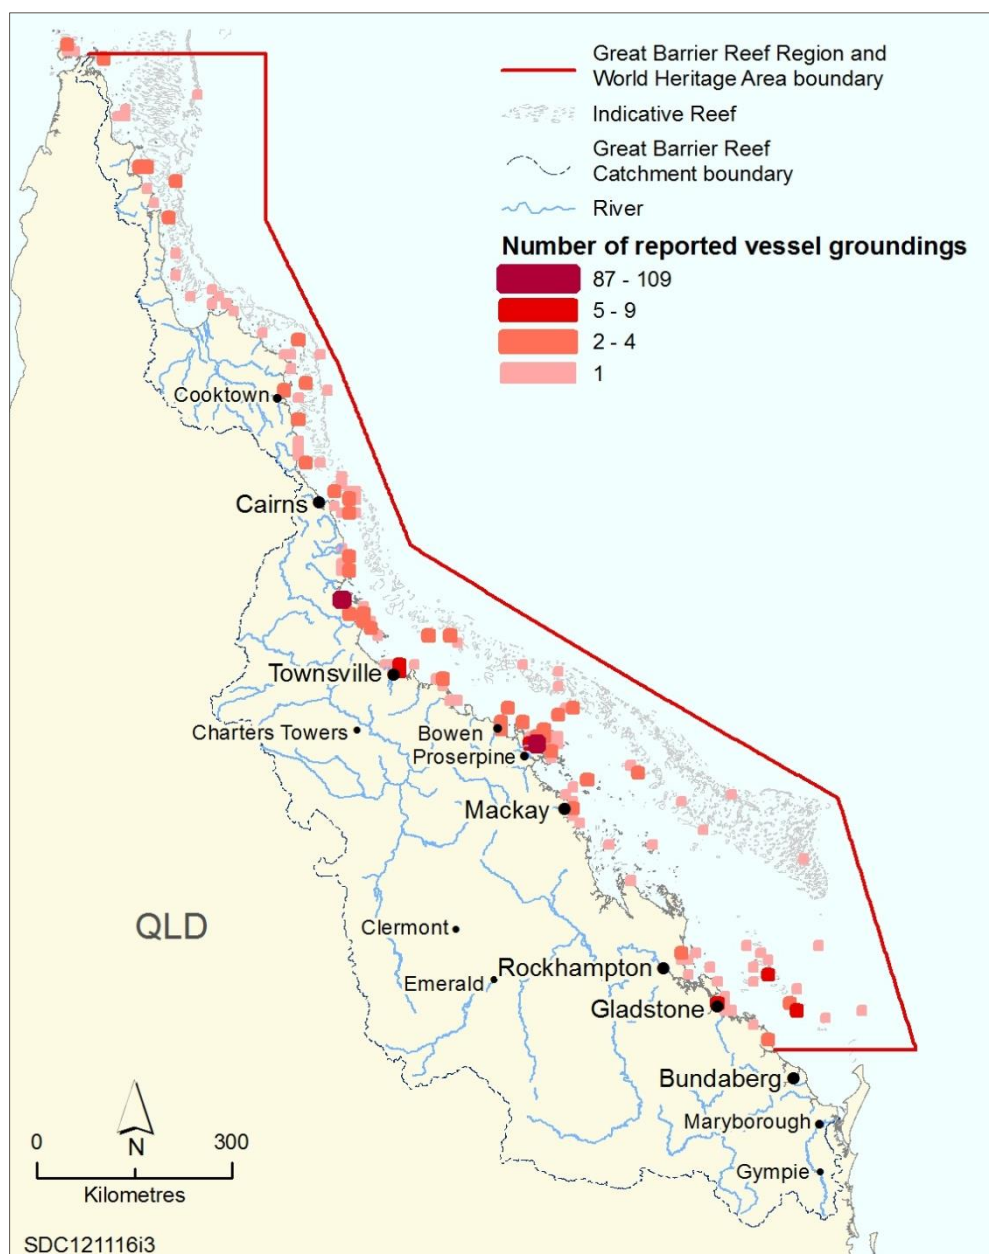 Great Barrier Reef Region and
World Heritage Area boundary
Indicative Reef
Great Barrier Reef
Catchment boundary
River
Number of reported vessel groundings
87 - 109
5 - 9
2 - 4
1
Cooktown
Cairns
Townsville
Charters Towers
Bowen
Proserpine
Mackay
QLD
Clermont
Rockhampton
Emerald
Gladstone
Bundaberg
Maryborough
Gympie
0 300
N
Kilometres
SDC121116i3